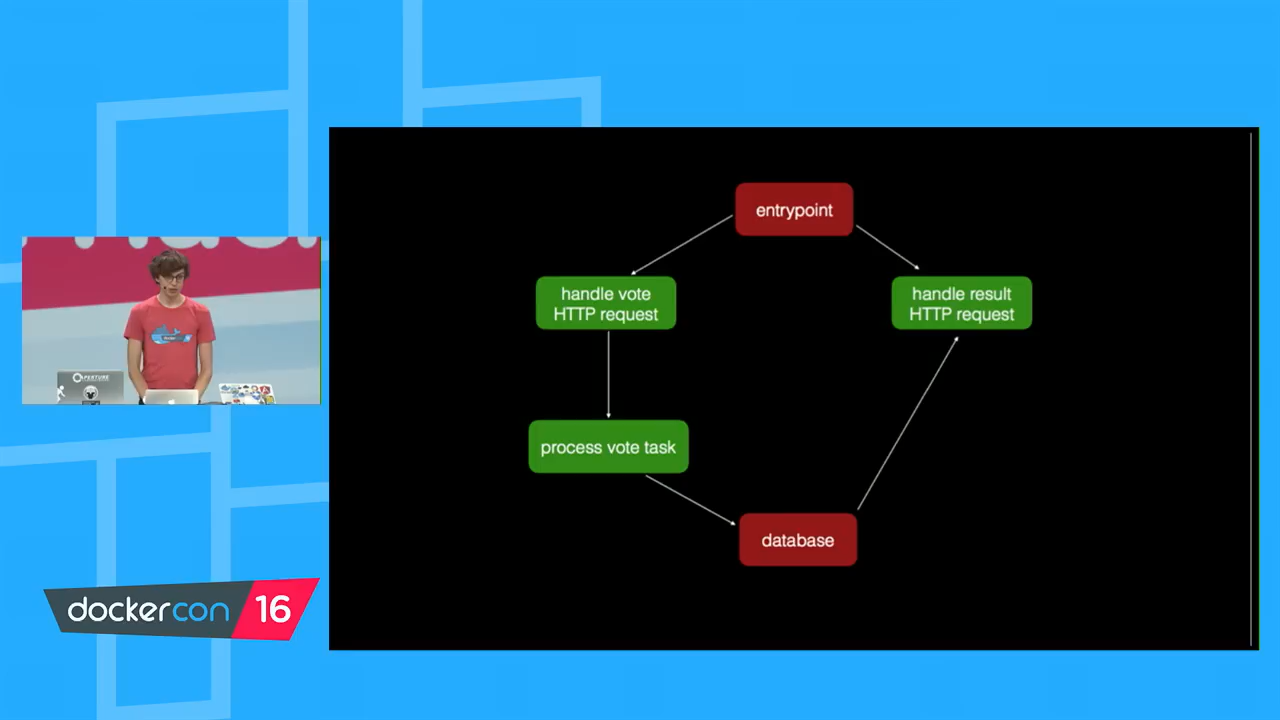 entrypoint
handle vote
HTTP request
handle result
HTTP request
process vote task
database
dockercon 16